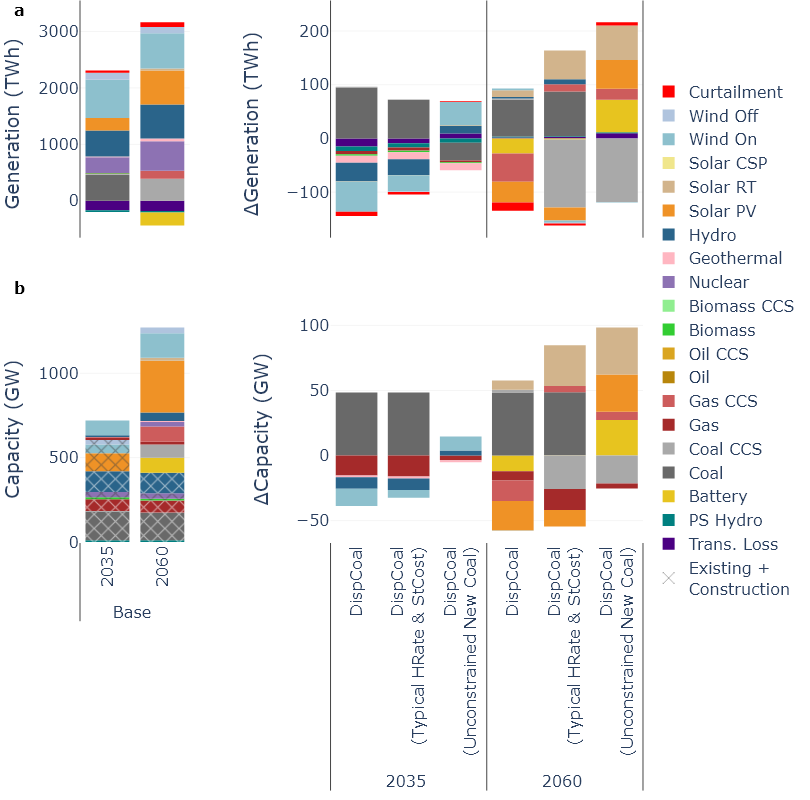 a
Generation (TWh)
3000
2000
1000
0
ΔGeneration (TWh)
200
100
0
−100
b
Capacity (GW)
1000
500
0
2035
2060
Base
ΔCapacity (GW)
100
50
0
−50
DispCoal
DispCoal
(Typical HRate & StCost)
DispCoal
(Unconstrained New Coal)
DispCoal
DispCoal
(Typical HRate & StCost)
DispCoal
(Unconstrained New Coal)
2035
2060
Curtailment
Wind Off
Wind On
Solar CSP
Solar RT
Solar PV
Hydro
Geothermal
Nuclear
Biomass CCS
Biomass
Oil CCS
Oil
Gas CCS
Gas
Coal CCS
Coal
Battery
PS Hydro
Trans. Loss
Existing +
Construction